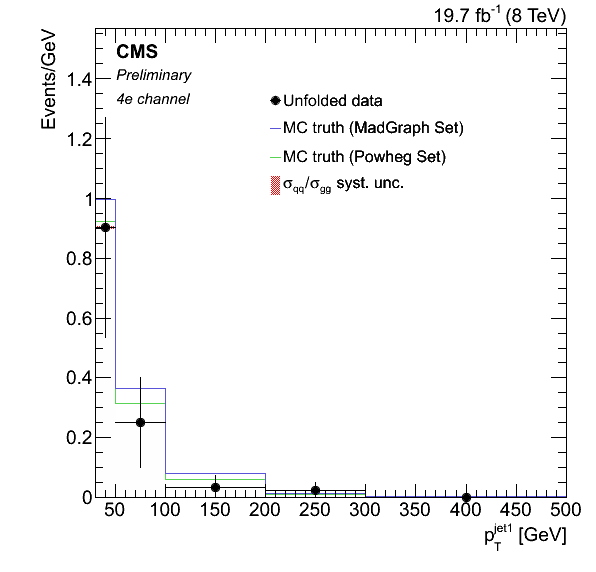 19.7 fb⁻¹ (8 TeV)
Events/GeV
CMS
Preliminary
4e channel
Unfolded data
MC truth (MadGraph Set)
MC truth (Powheg Set)
σqq/σgg syst. unc.
1.4
1.2
1
0.8
0.6
0.4
0.2
0
50 100 150 200 250 300 350 400 450 500
pT^jet1 [GeV]